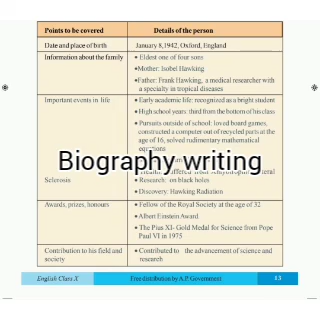 Points to be covered Details of the person
Date and place of birth January 8,1942, Oxford, England
Information about the family • Eldest one of four sons
•Mother: Isobel Hawking
•Father: Frank Hawking, a medical researcher with
a specialty in tropical diseases
Important events in life • Early academic life: recognized as a bright student
• High school years: third from the bottom of his class
• Pursuits outside of school: loved board games,
constructed a computer out of recycled parts at the
age of 16, solved rudimentary mathematical
equations
Biography writing
Sclerosis • Research: on black holes
• Discovery: Hawking Radiation
Awards, prizes, honours • Fellow of the Royal Society at the age of 32
•Albert Einstein Award
• The Pius XI- Gold Medal for Science from Pope
Paul VI in 1975
Contribution to his field and • Contributed to the advancement of science and
society research
English Class X Free distribution by A.P. Government 13